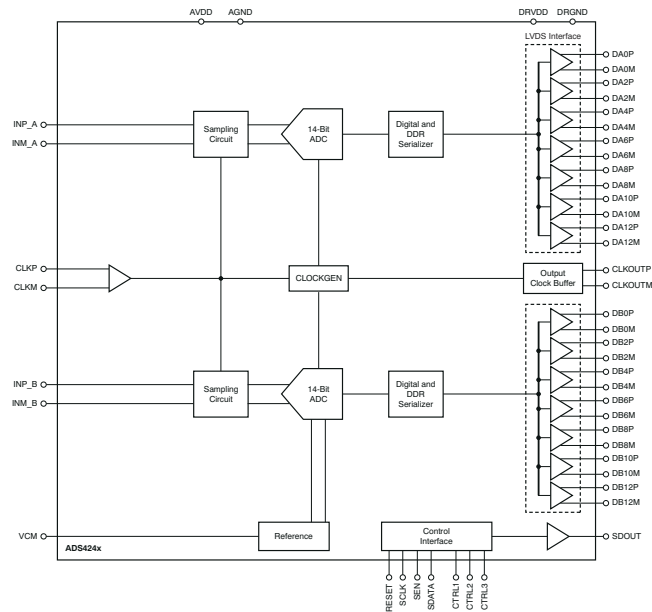 AVDD
AGND
DRVDD
DRGND
LVDS Interface
DA0P
DA0M
DA2P
DA2M
DA4P
DA4M
DA6P
DA6M
DA8P
DA8M
DA10P
DA10M
DA12P
DA12M
INP_A
INM_A
Sampling
Circuit
14-Bit
ADC
Digital and
DDR
Serializer
CLKP
CLKM
CLOCKGEN
Output
Clock Buffer
CLKOUTP
CLKOUTM
INP_B
INM_B
Sampling
Circuit
14-Bit
ADC
Digital and
DDR
Serializer
DB0P
DB0M
DB2P
DB2M
DB4P
DB4M
DB6P
DB6M
DB8P
DB8M
DB10P
DB10M
DB12P
DB12M
VCM
Reference
Control
Interface
SDOUT
ADS424x
RESET
SCLK
SEN
SDATA
CTRL1
CTRL2
CTRL3